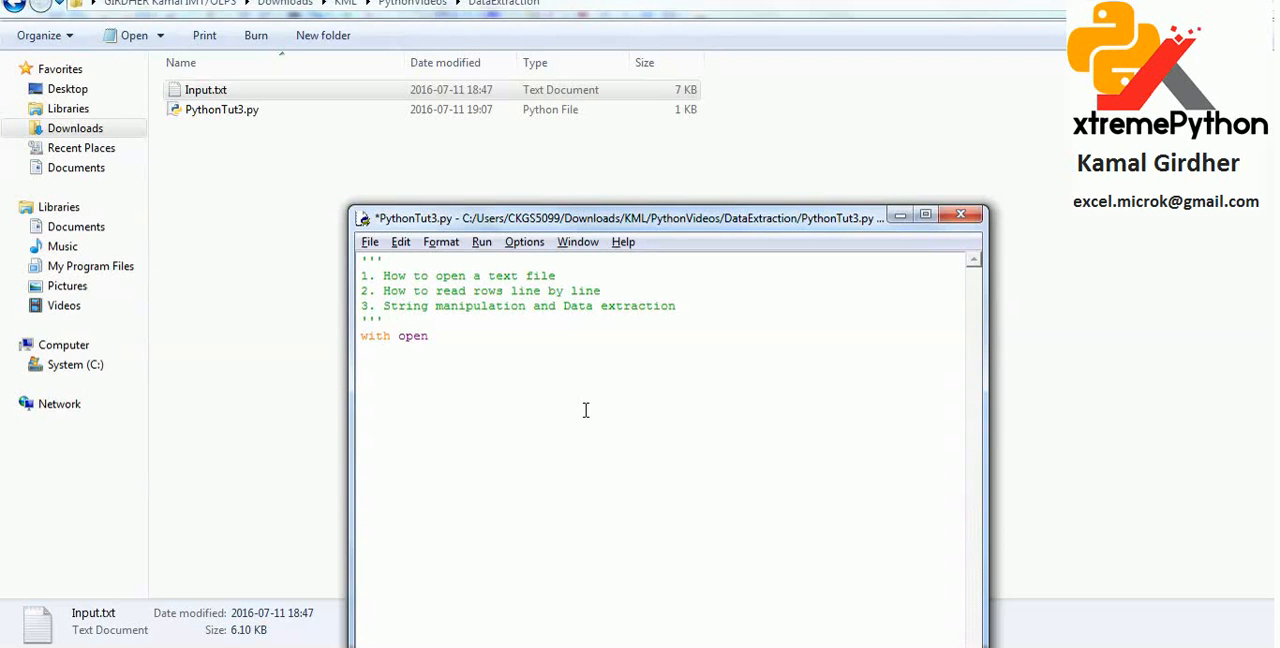 GIRDHER Kamal IMT/OLPS Downloads KML PythonVideos DataExtraction
Organize Open Print Burn New folder
Name Date modified Type Size
Favorites
Desktop
Libraries
Downloads
Recent Places
Documents
Libraries
Documents
Music
My Program Files
Pictures
Videos
Computer
System (C:)
Network
Input.txt 2016-07-11 18:47 Text Document 7 KB
PythonTut3.py 2016-07-11 19:07 Python File 1 KB
xtremePython
Kamal Girdher
excel.microk@gmail.com
*PythonTut3.py - C:/Users/CKGS5099/Downloads/KML/PythonVideos/DataExtraction/PythonTut3.py ...
File Edit Format Run Options Window Help
'''
1. How to open a text file
2. How to read rows line by line
3. String manipulation and Data extraction
'''
with open
Input.txt Date modified: 2016-07-11 18:47
Text Document Size: 6.10 KB